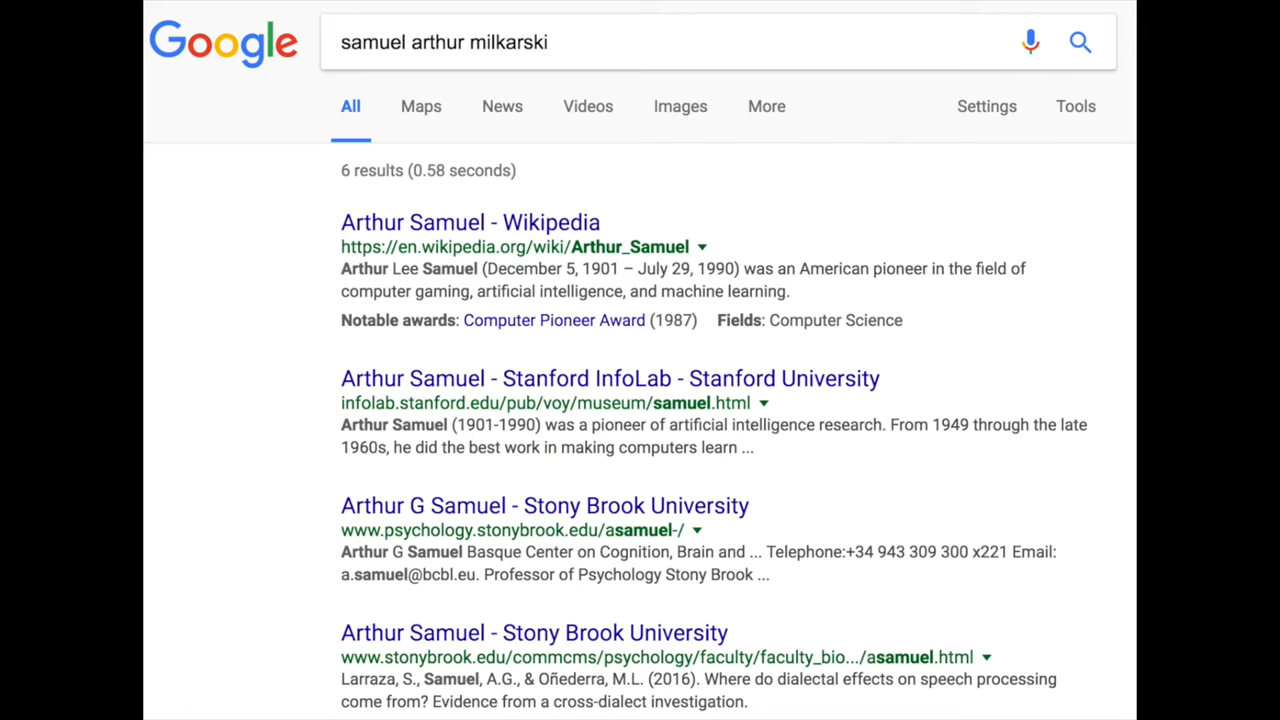 Google
samuel arthur milkarski
All Maps News Videos Images More Settings Tools
6 results (0.58 seconds)
Arthur Samuel - Wikipedia
https://en.wikipedia.org/wiki/Arthur_Samuel
Arthur Lee Samuel (December 5, 1901 – July 29, 1990) was an American pioneer in the field of
computer gaming, artificial intelligence, and machine learning.
Notable awards: Computer Pioneer Award (1987) Fields: Computer Science
Arthur Samuel - Stanford InfoLab - Stanford University
infolab.stanford.edu/pub/voy/museum/samuel.html
Arthur Samuel (1901-1990) was a pioneer of artificial intelligence research. From 1949 through the late
1960s, he did the best work in making computers learn ...
Arthur G Samuel - Stony Brook University
www.psychology.stonybrook.edu/asamuel-/
Arthur G Samuel Basque Center on Cognition, Brain and ... Telephone:+34 943 309 300 x221 Email:
a.samuel@bcbl.eu. Professor of Psychology Stony Brook ...
Arthur Samuel - Stony Brook University
www.stonybrook.edu/commcms/psychology/faculty/faculty_bio.../asamuel.html
Larraza, S., Samuel, A.G., & Oñederra, M.L. (2016). Where do dialectal effects on speech processing
come from? Evidence from a cross-dialect investigation.